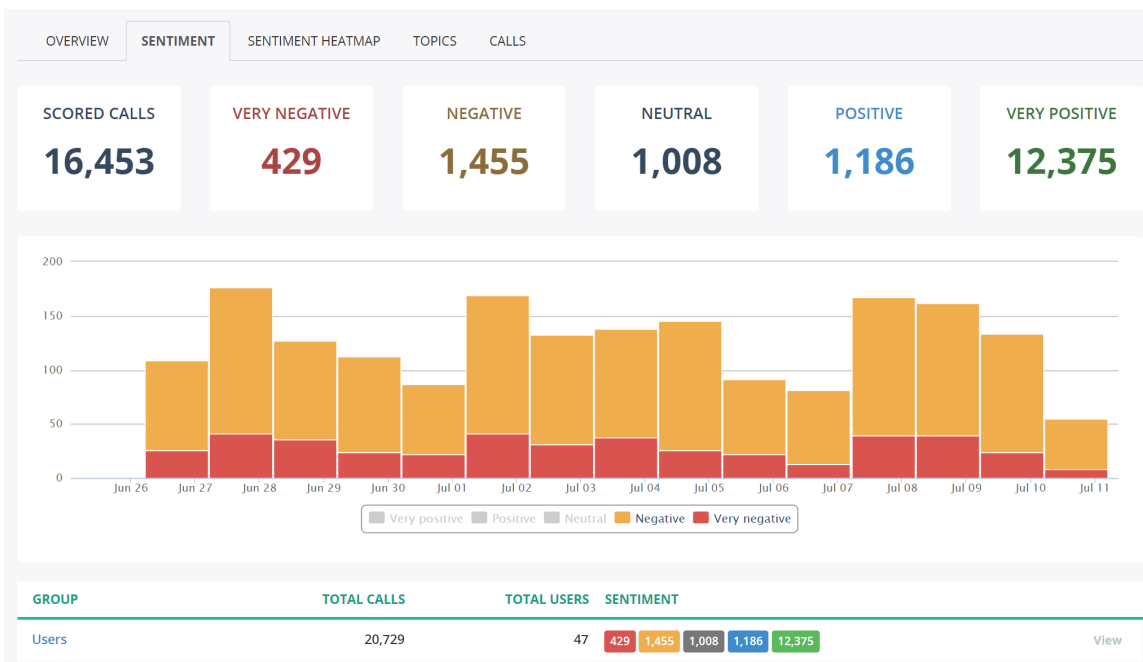 OVERVIEW SENTIMENT SENTIMENT HEATMAP TOPICS CALLS
SCORED CALLS VERY NEGATIVE NEGATIVE NEUTRAL POSITIVE VERY POSITIVE
16,453 429 1,455 1,008 1,186 12,375
200
150
100
50
0
Jun 26 Jun 27 Jun 28 Jun 29 Jun 30 Jul 01 Jul 02 Jul 03 Jul 04 Jul 05 Jul 06 Jul 07 Jul 08 Jul 09 Jul 10 Jul 11
Very positive Positive Neutral Negative Very negative
GROUP TOTAL CALLS TOTAL USERS SENTIMENT
Users 20,729 47 429 1,455 1,008 1,186 12,375 View